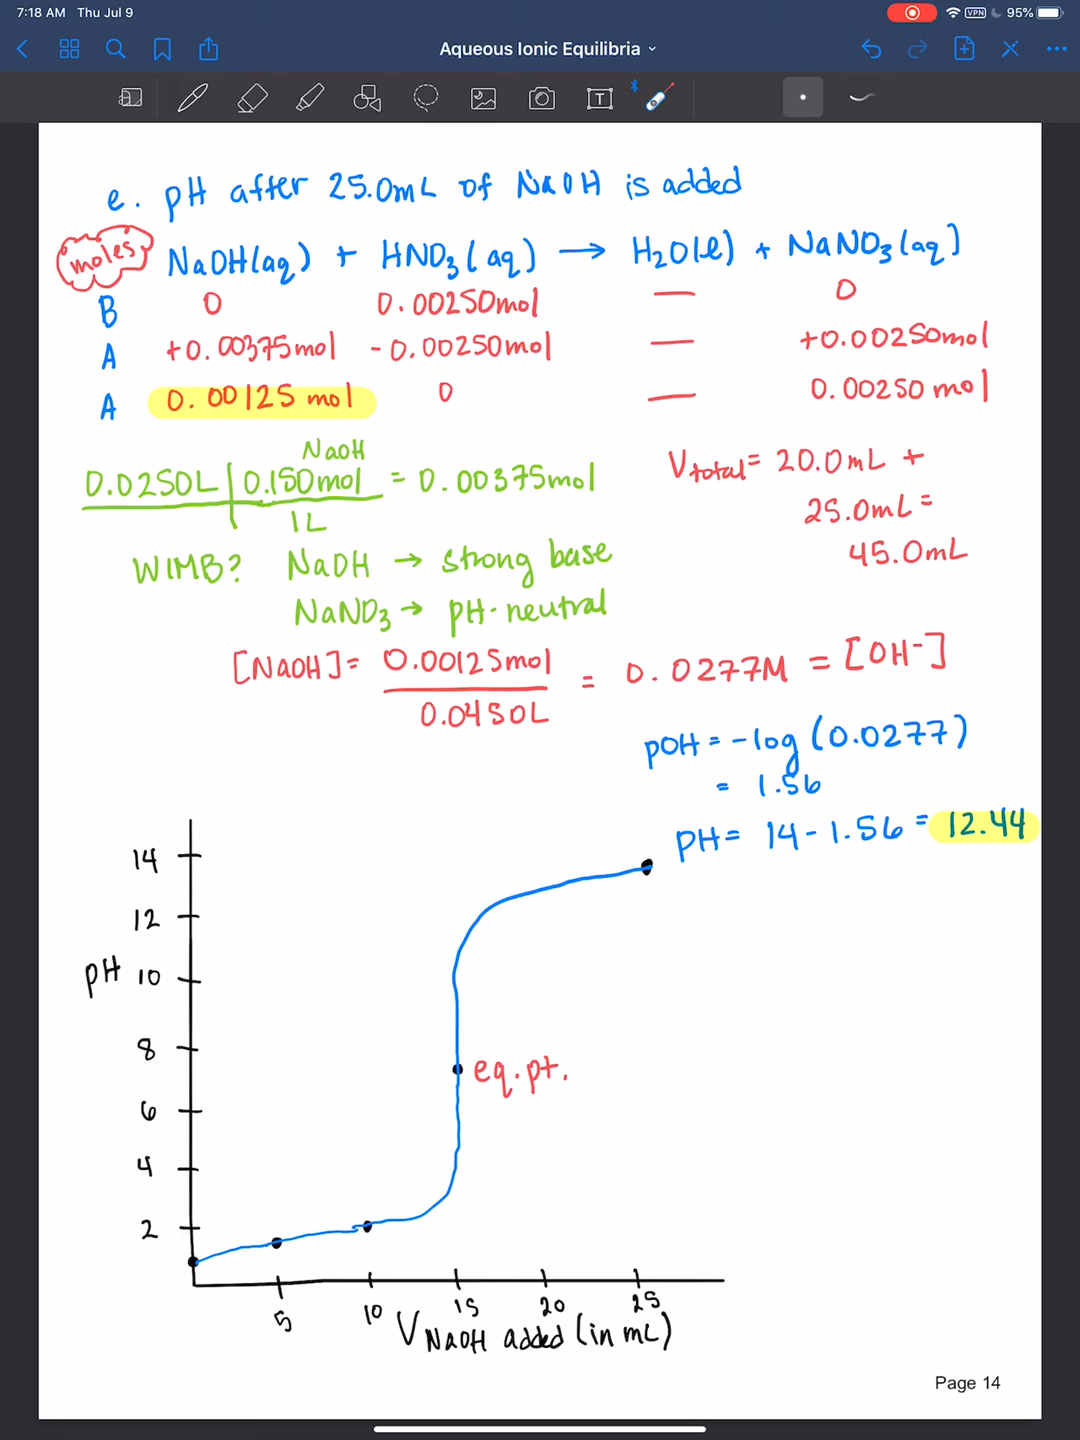 7:18 AM Thu Jul 9
VPN 95%
Aqueous Ionic Equilibria
e. pH after 25.0mL of NaOH is added
moles
NaOH(aq) + HNO₃(aq) → H₂O(l) + NaNO₃(aq)
B 0 0.00250mol — 0
A +0.00375mol -0.00250mol — +0.00250mol
A 0.00125 mol 0 — 0.00250 mol
NaOH
0.0250L | 0.150mol = 0.00375mol
1L
Vtotal = 20.0mL +
25.0mL =
45.0mL
WIMB? NaOH → strong base
NaNO₃ → pH-neutral
[NaOH] = 0.00125mol = 0.0277M = [OH⁻]
0.0450L
pOH = -log(0.0277)
= 1.56
pH = 14 - 1.56 = 12.44
14
12
pH 10
8
eq. pt.
6
4
2
5 10 15 20 25
V NaOH added (in mL)
Page 14